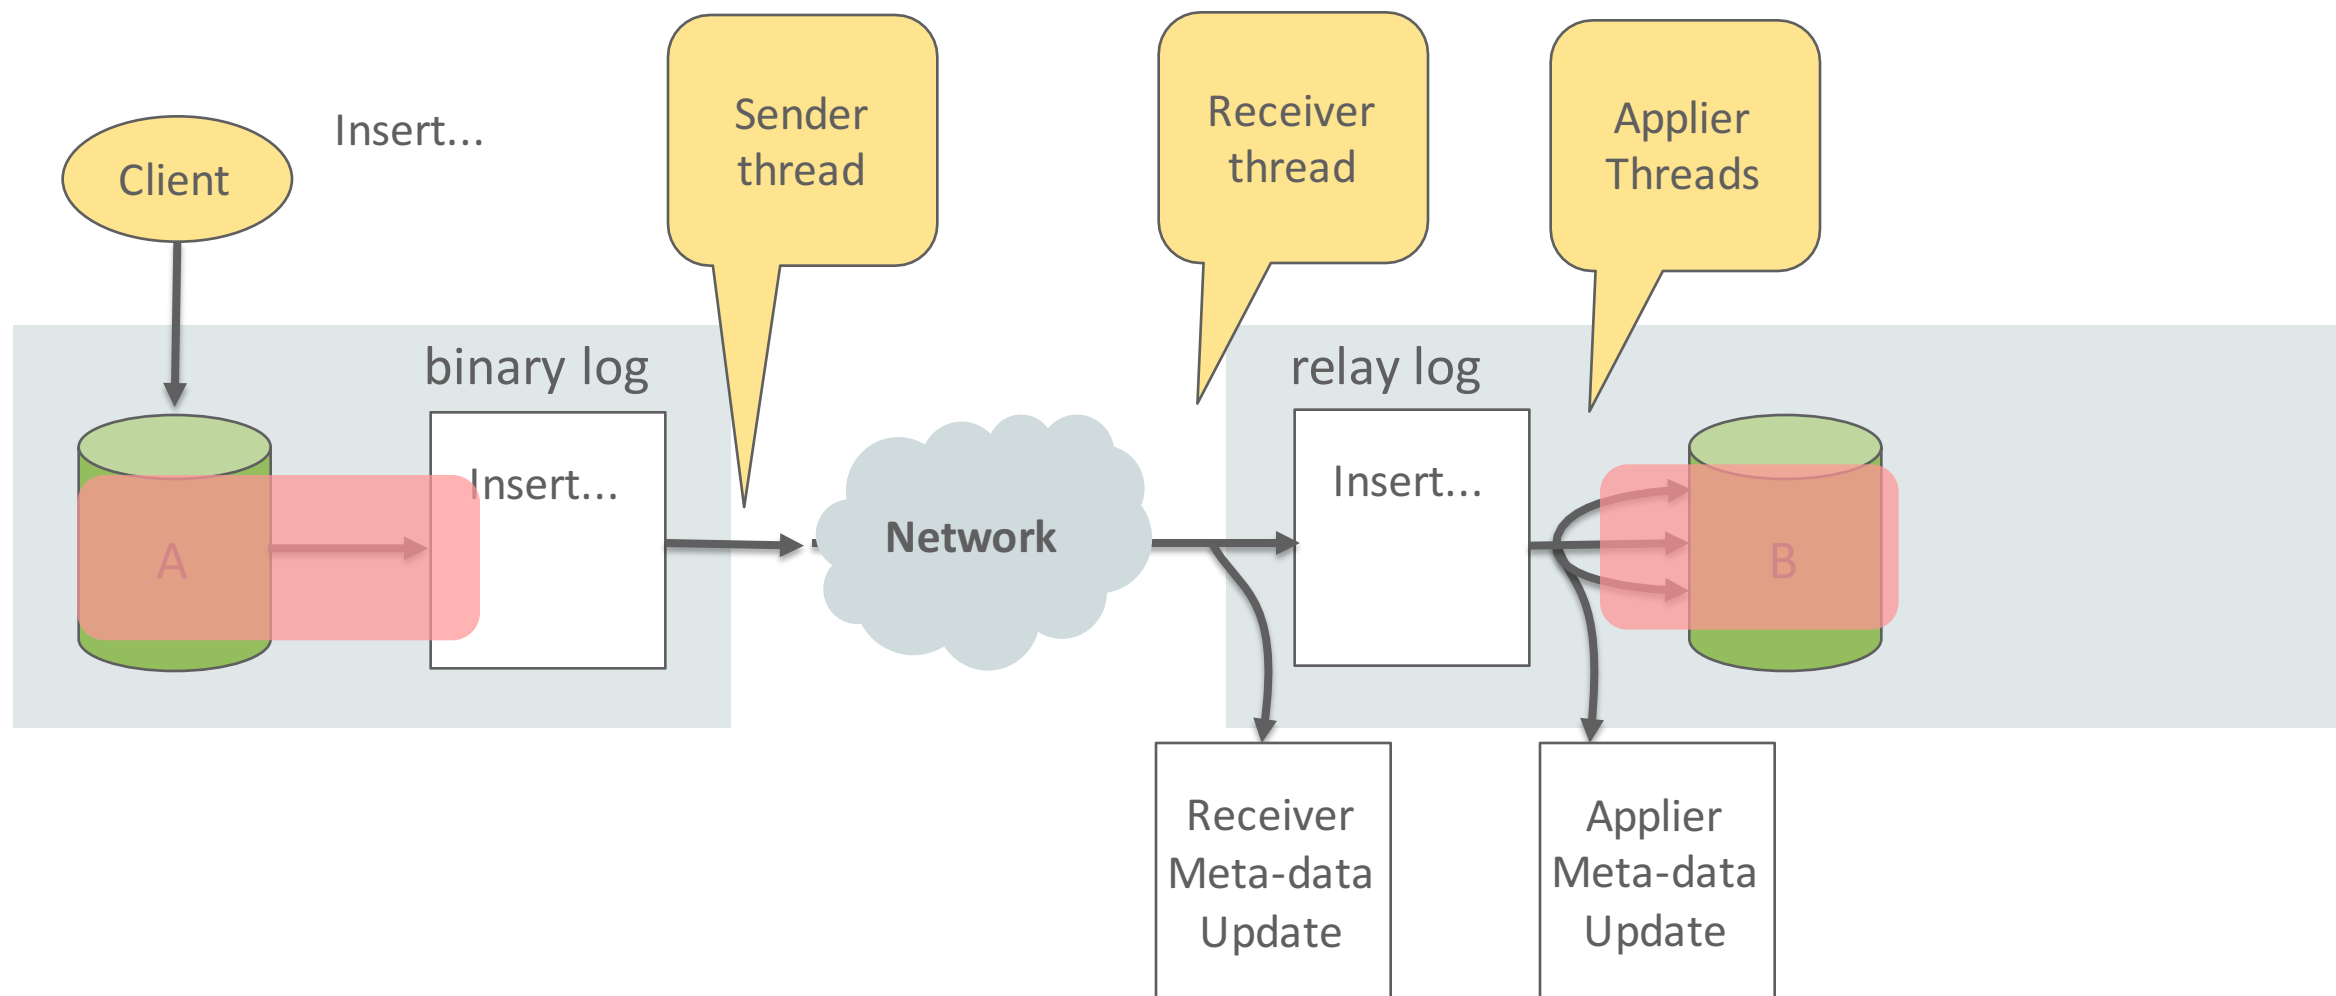 Client
Insert...
Sender
thread
Receiver
thread
Applier
Threads
binary log
relay log
A
Insert...
Network
Insert...
B
Receiver
Meta-data
Update
Applier
Meta-data
Update